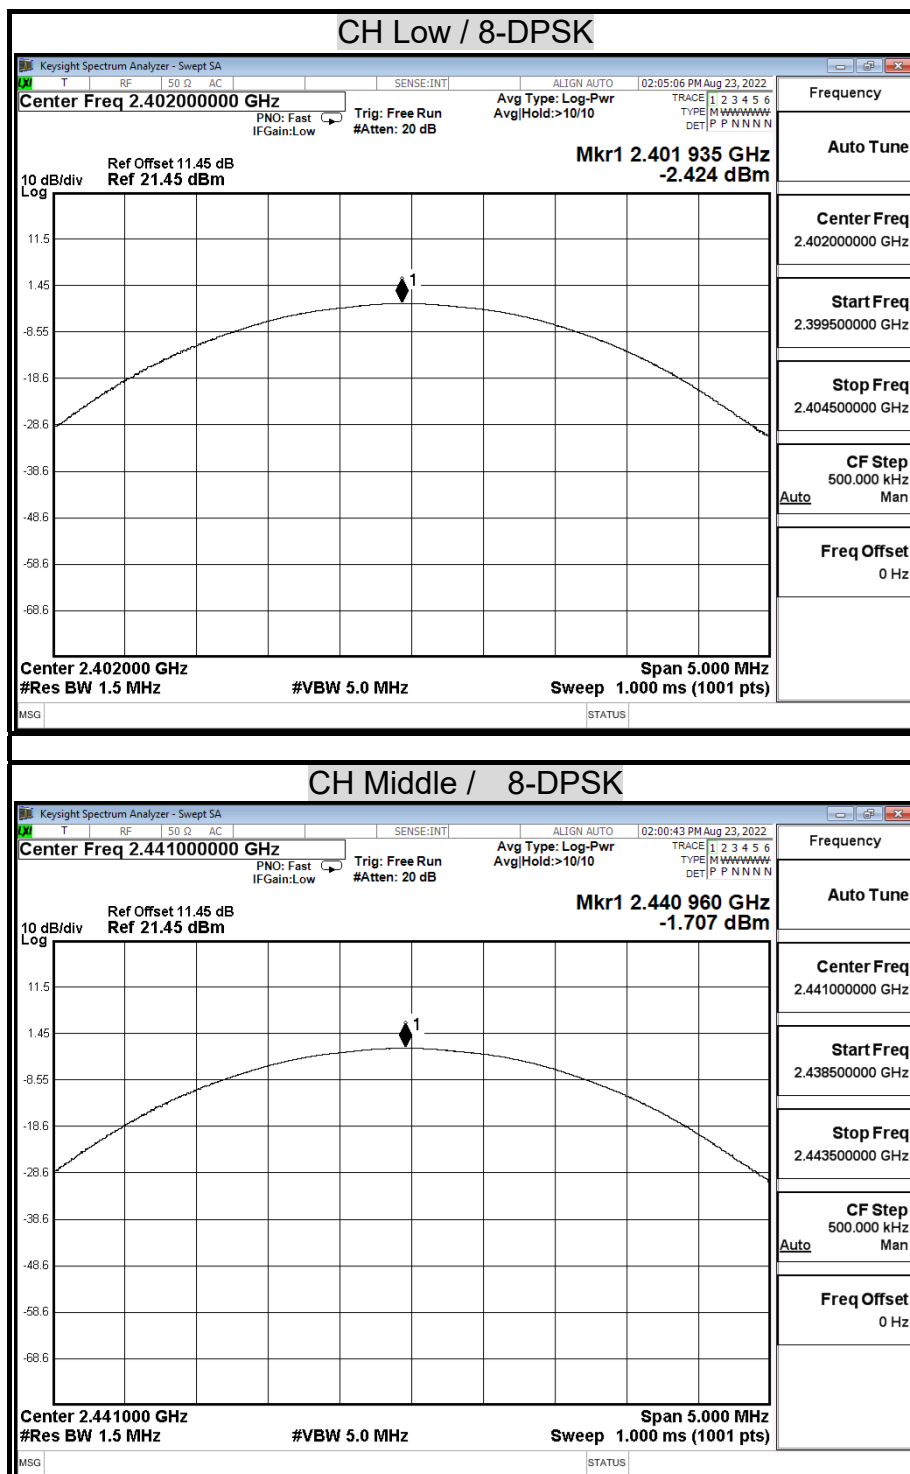 CH Low / 8-DPSK
Keysight Spectrum Analyzer - Swept SA
LXI T RF 50 Ω AC SENSE:INT ALIGN AUTO 02:05:06 PM Aug 23, 2022
Center Freq 2.402000000 GHz Avg Type: Log-Pwr TRACE 1 2 3 4 5 6
PNO: Fast Trig: Free Run Avg|Hold:>10/10 TYPE M WWWWW
IFGain:Low #Atten: 20 dB DET P P N N N N
Mkr1 2.401 935 GHz
Ref Offset 11.45 dB
10 dB/div Ref 21.45 dBm -2.424 dBm
Log
11.5
1
1.45
-8.55
-18.6
-28.6
-38.6
-48.6
-58.6
-68.6
Center 2.402000 GHz Span 5.000 MHz
#Res BW 1.5 MHz #VBW 5.0 MHz Sweep 1.000 ms (1001 pts)
MSG STATUS
Frequency
Auto Tune
Center Freq
2.402000000 GHz
Start Freq
2.399500000 GHz
Stop Freq
2.404500000 GHz
CF Step
500.000 kHz
Auto Man
Freq Offset
0 Hz
CH Middle / 8-DPSK
Keysight Spectrum Analyzer - Swept SA
LXI T RF 50 Ω AC SENSE:INT ALIGN AUTO 02:00:43 PM Aug 23, 2022
Center Freq 2.441000000 GHz Avg Type: Log-Pwr TRACE 1 2 3 4 5 6
PNO: Fast Trig: Free Run Avg|Hold:>10/10 TYPE M WWWWW
IFGain:Low #Atten: 20 dB DET P P N N N N
Mkr1 2.440 960 GHz
Ref Offset 11.45 dB
10 dB/div Ref 21.45 dBm -1.707 dBm
Log
11.5
1
1.45
-8.55
-18.6
-28.6
-38.6
-48.6
-58.6
-68.6
Center 2.441000 GHz Span 5.000 MHz
#Res BW 1.5 MHz #VBW 5.0 MHz Sweep 1.000 ms (1001 pts)
MSG STATUS
Frequency
Auto Tune
Center Freq
2.441000000 GHz
Start Freq
2.438500000 GHz
Stop Freq
2.443500000 GHz
CF Step
500.000 kHz
Auto Man
Freq Offset
0 Hz